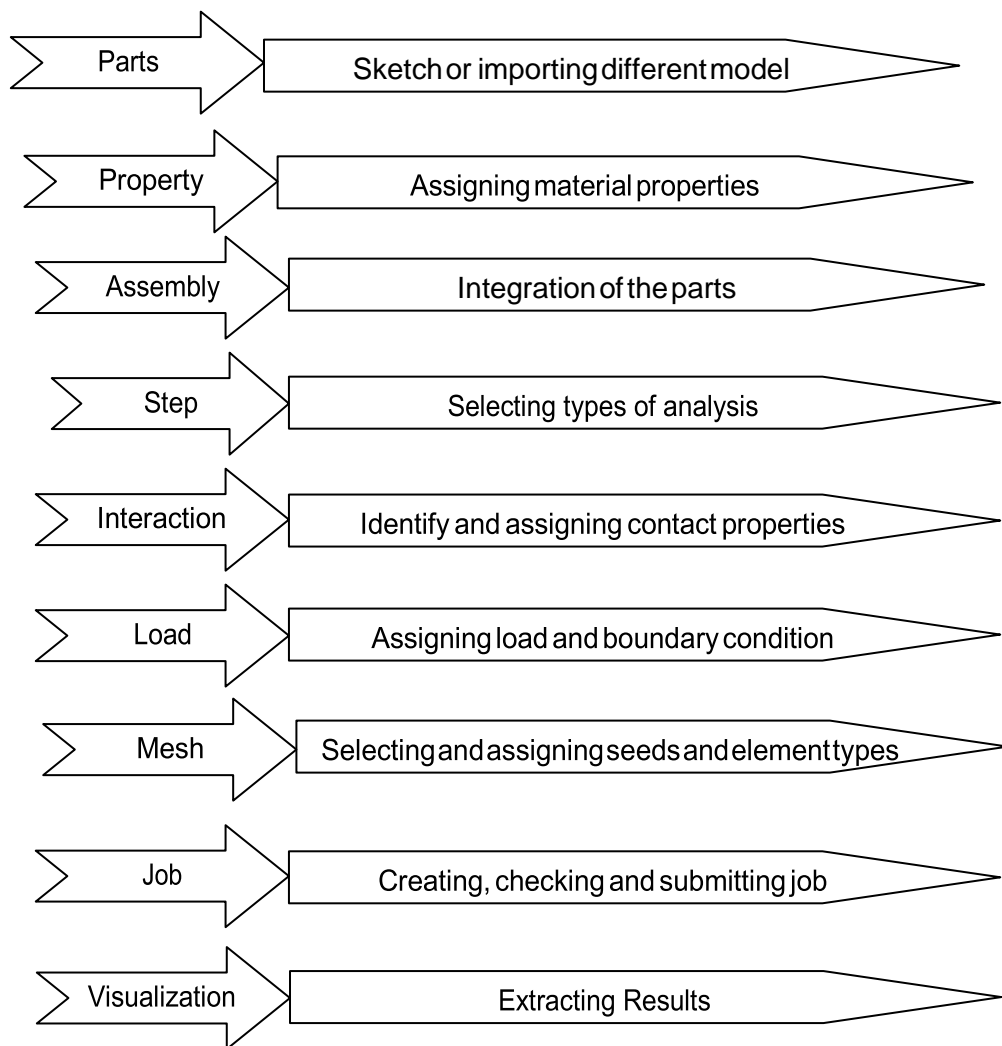 Parts
Sketch or importing different model
Property
Assigning material properties
Assembly
Integration of the parts
Step
Selecting types of analysis
Interaction
Identify and assigning contact properties
Load
Assigning load and boundary condition
Mesh
Selecting and assigning seeds and element types
Job
Creating, checking and submitting job
Visualization
Extracting Results